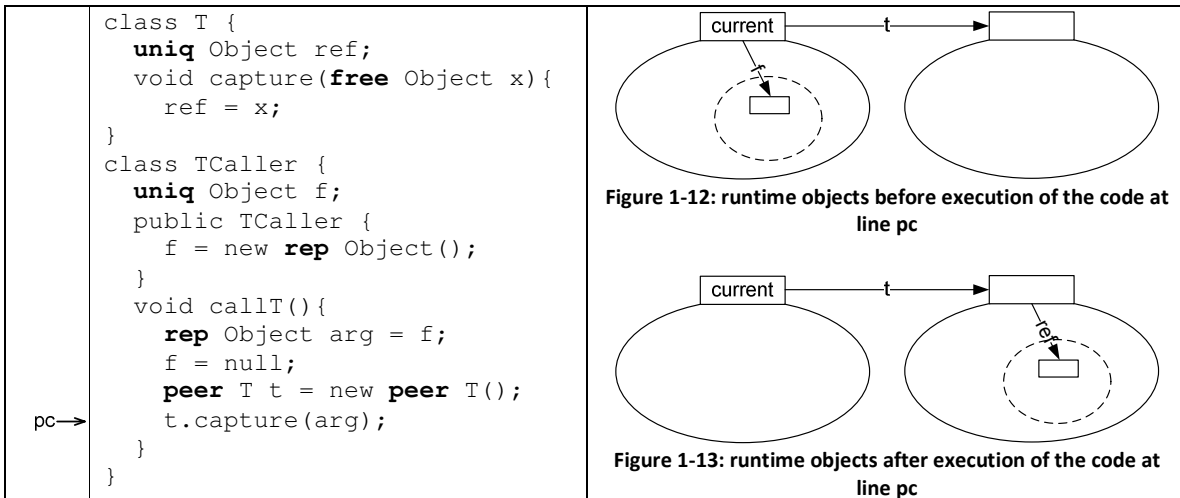 class T {
uniq Object ref;
void capture(free Object x){
ref = x;
}
class TCaller {
uniq Object f;
public TCaller {
f = new rep Object();
}
void callT(){
rep Object arg = f;
f = null;
peer T t = new peer T();
pc t.capture(arg);
}
}
current
t
f
Figure 1-12: runtime objects before execution of the code at
line pc
current
t
ref
Figure 1-13: runtime objects after execution of the code at
line pc